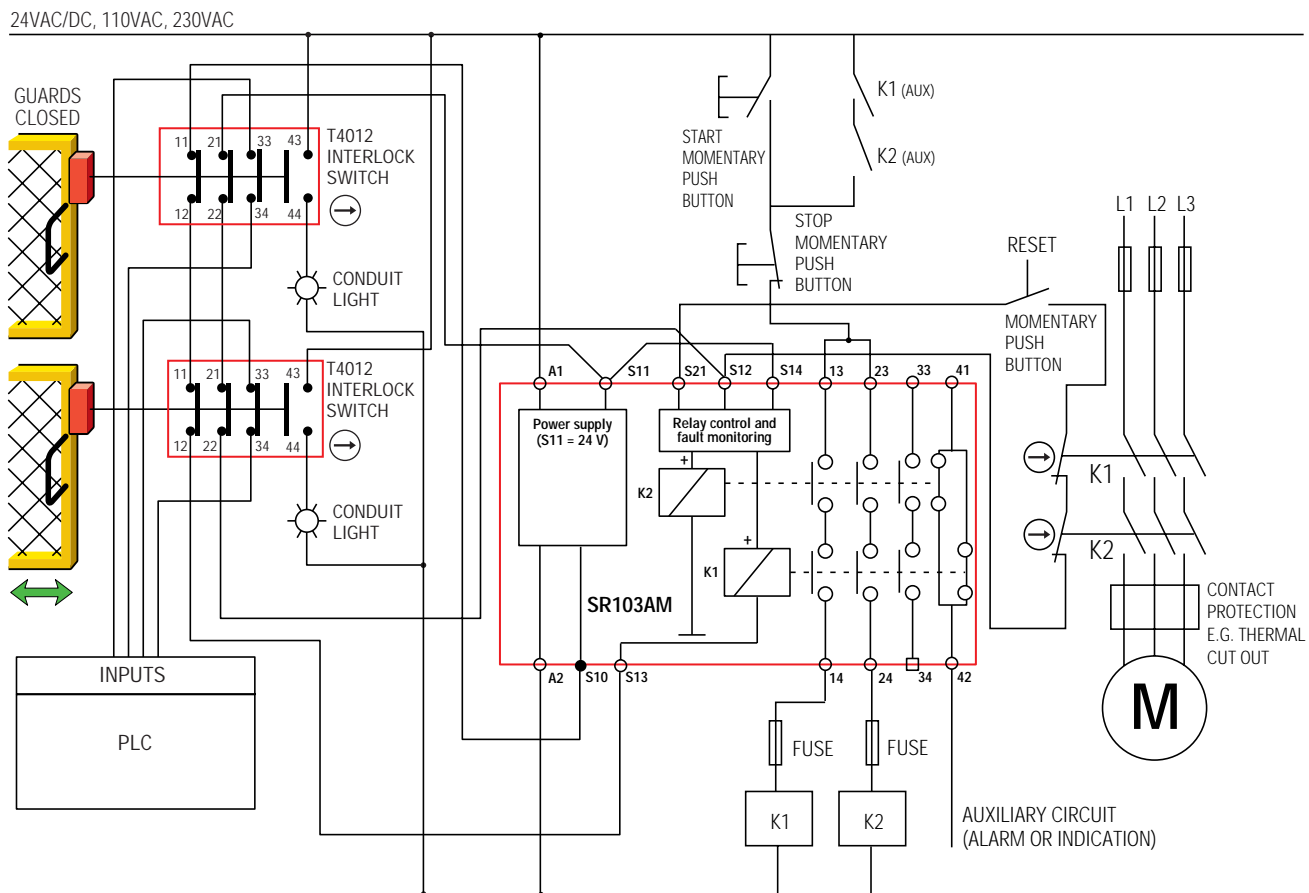 24VAC/DC, 110VAC, 230VAC
GUARDS
CLOSED
11 21 33 43
12 22 34 44
T4012
INTERLOCK
SWITCH
CONDUIT
LIGHT
11 21 33 43
12 22 34 44
T4012
INTERLOCK
SWITCH
CONDUIT
LIGHT
INPUTS
PLC
START
MOMENTARY
PUSH
BUTTON
K1 (AUX)
K2 (AUX)
STOP
MOMENTARY
PUSH
BUTTON
RESET
MOMENTARY
PUSH
BUTTON
L1 L2 L3
A1 S11 S21 S12 S14 13 23 33 41
Power supply
(S11 = 24 V)
Relay control and
fault monitoring
+
K2
+
K1
SR103AM
A2 S10 S13 14 24 34 42
K1
K2
CONTACT
PROTECTION
E.G. THERMAL
CUT OUT
M
FUSE
FUSE
K1
K2
AUXILIARY CIRCUIT
(ALARM OR INDICATION)